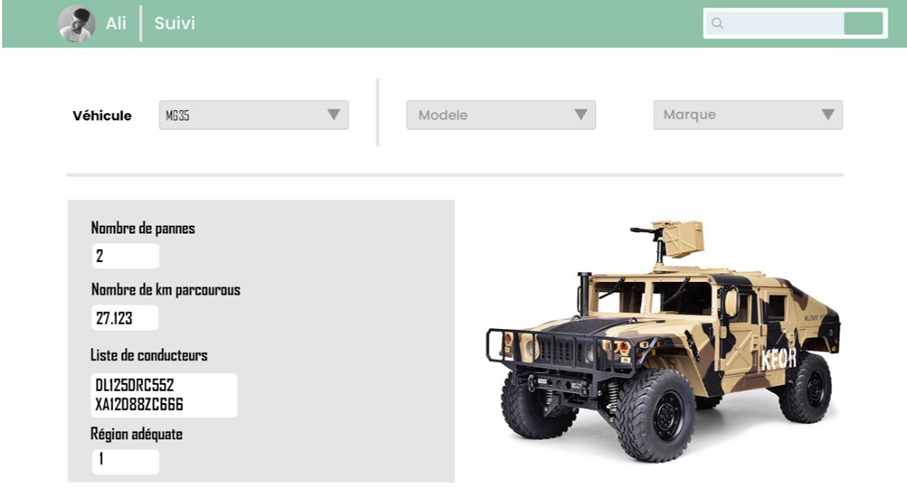 Ali Suivi
Véhicule MG35 Modele Marque
Nombre de pannes
2
Nombre de km parcourous
27.123
Liste de conducteurs
DL125DRC552
XA12D88ZC666
Région adéquate
1
KFOR